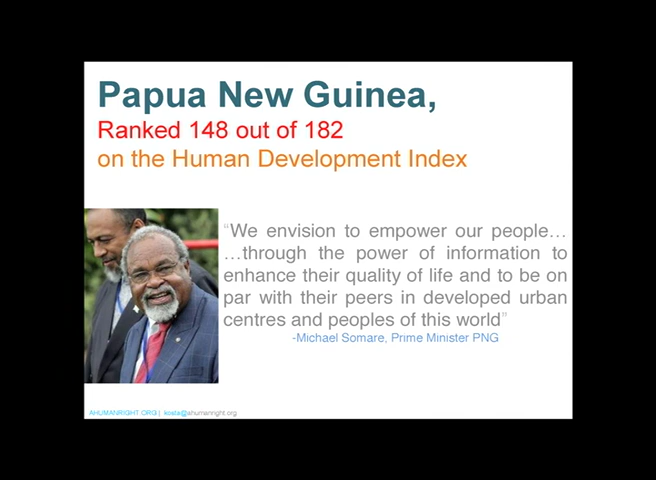 Papua New Guinea,
Ranked 148 out of 182
on the Human Development Index
“We envision to empower our people…
…through the power of information to
enhance their quality of life and to be on
par with their peers in developed urban
centres and peoples of this world”
-Michael Somare, Prime Minister PNG
AHUMANRIGHT.ORG | kosta@ahumanright.org